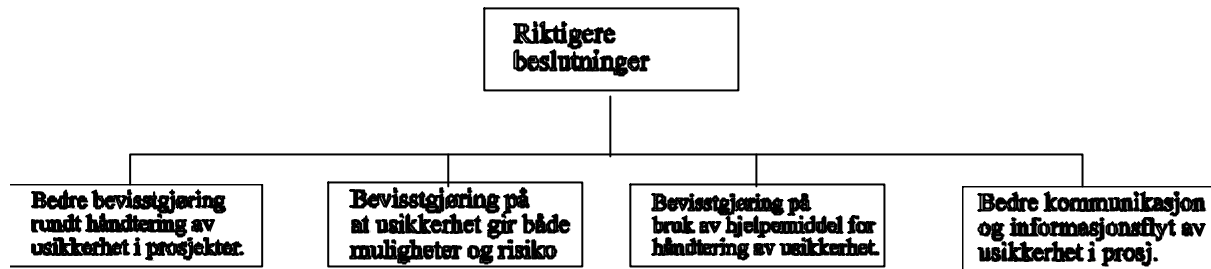 Riktigere
beslutninger
Bedre bevisstgjøring
rundt håndtering av
usikkerhet i prosjekter.
Bevisstgjøring på
at usikkerhet gir både
muligheter og risiko
Bevisstgjøring på
bruk av hjelpemiddel for
håndtering av usikkerhet.
Bedre kommunikasjon
og informasjonsflyt av
usikkerhet i prosj.